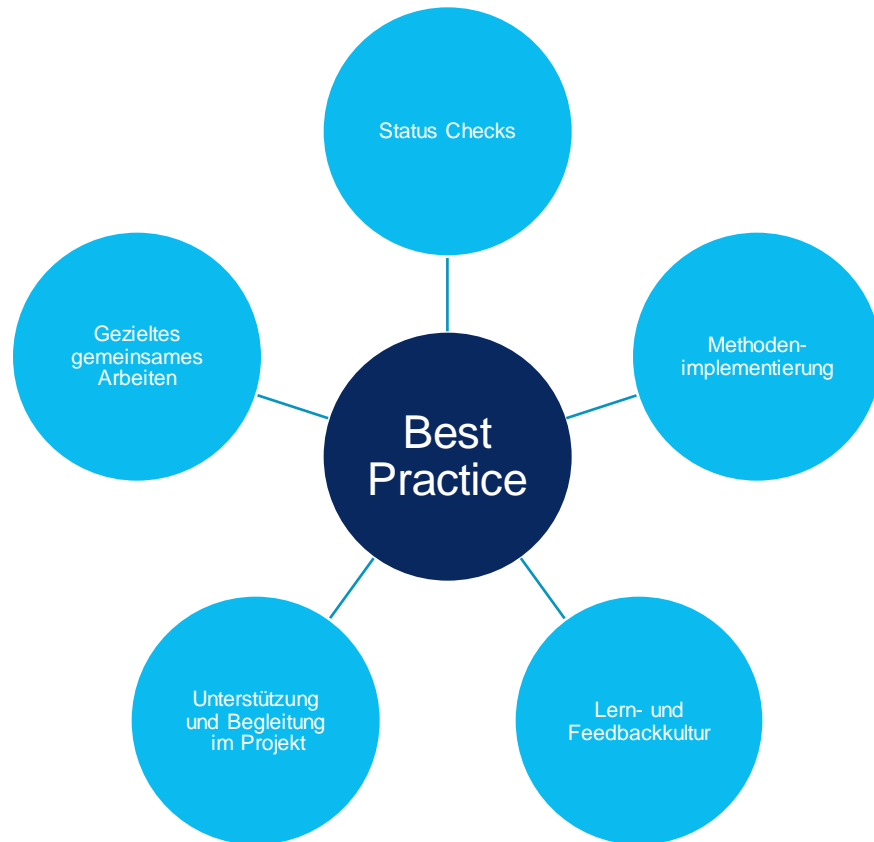 Status Checks
Gezieltes
gemeinsames
Arbeiten
Methoden-
implementierung
Best
Practice
Unterstützung
und Begleitung
im Projekt
Lern- und
Feedbackkultur